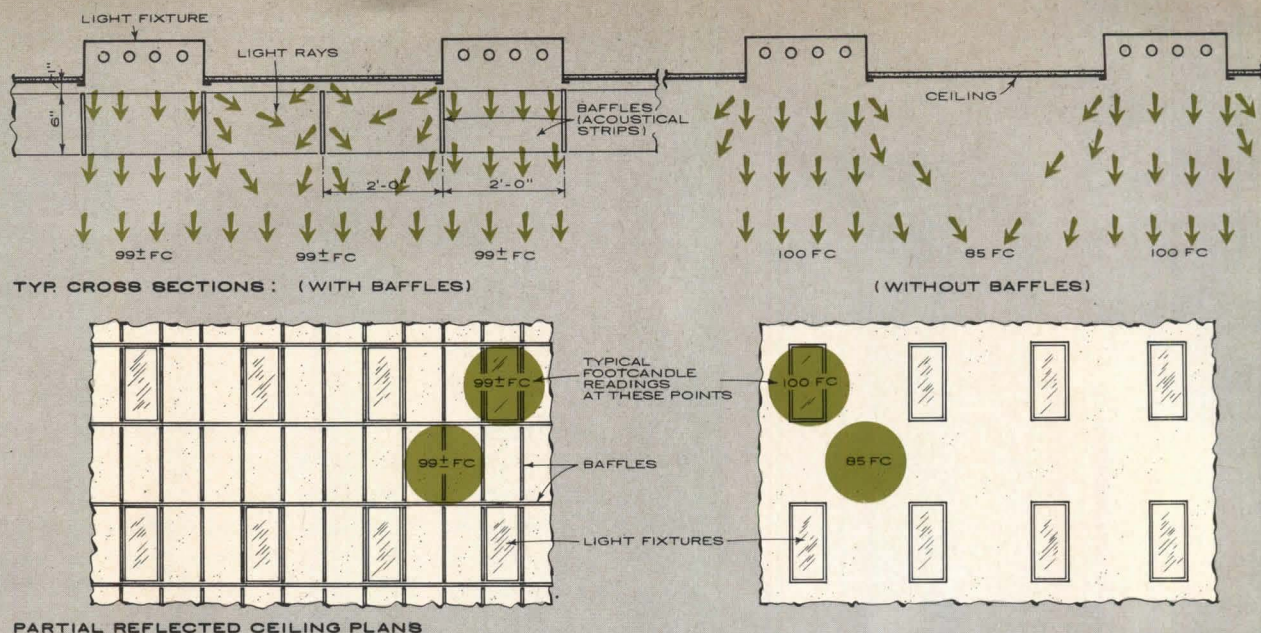 LIGHT FIXTURE
LIGHT RAYS
1"
6"
BAFFLES
(ACOUSTICAL
STRIPS)
CEILING
2'-0"
2'-0"
99± FC
99± FC
99± FC
100 FC
85 FC
100 FC
TYP. CROSS SECTIONS: (WITH BAFFLES)
(WITHOUT BAFFLES)
TYPICAL
FOOTCANDLE
READINGS
AT THESE POINTS
99± FC
100 FC
99± FC
85 FC
BAFFLES
LIGHT FIXTURES
PARTIAL REFLECTED CEILING PLANS